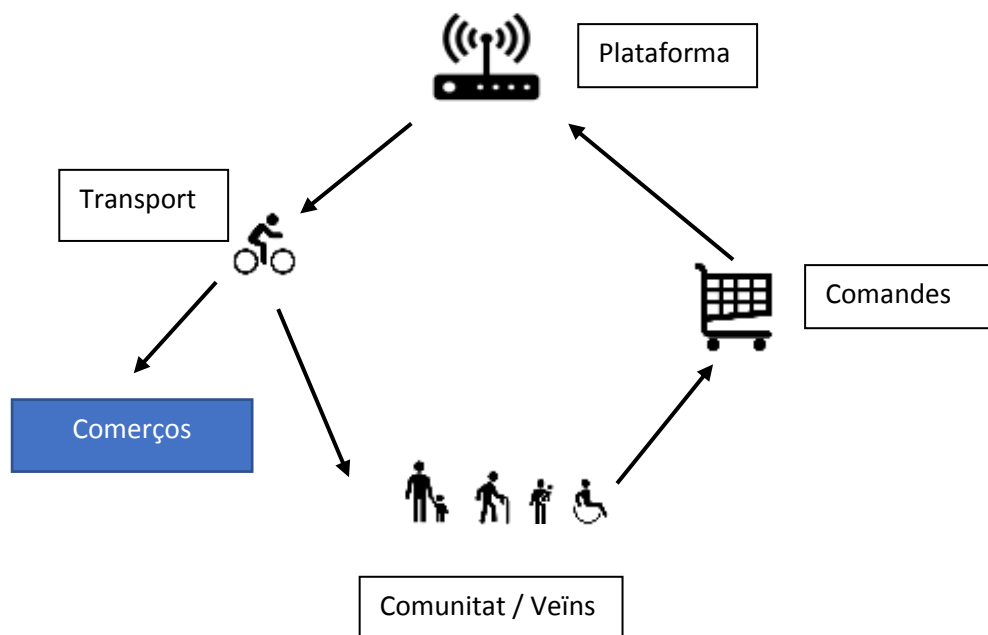 Plataforma
Transport
Comandes
Comerços
Comunitat / Veïns